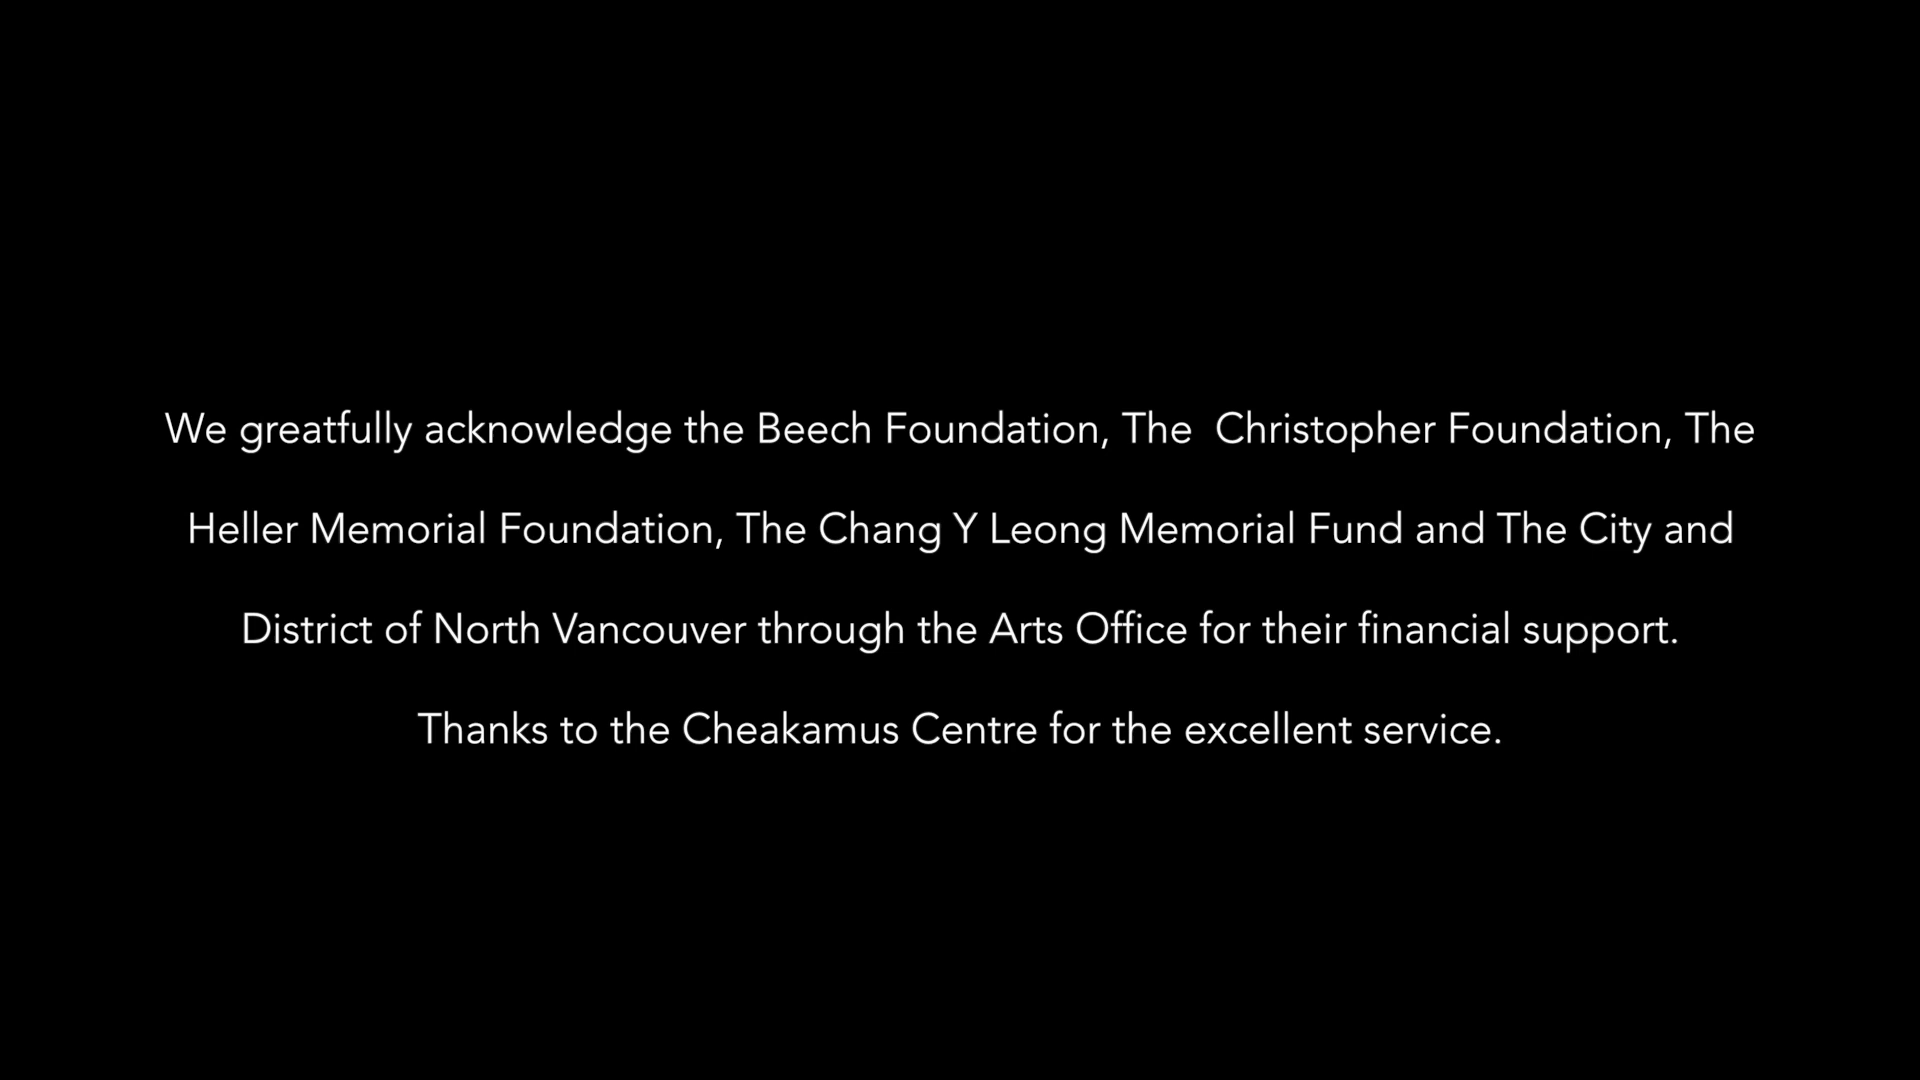 We greatfully acknowledge the Beech Foundation, The  Christopher Foundation, The
Heller Memorial Foundation, The Chang Y Leong Memorial Fund and The City and
District of North Vancouver through the Arts Office for their financial support.
Thanks to the Cheakamus Centre for the excellent service.